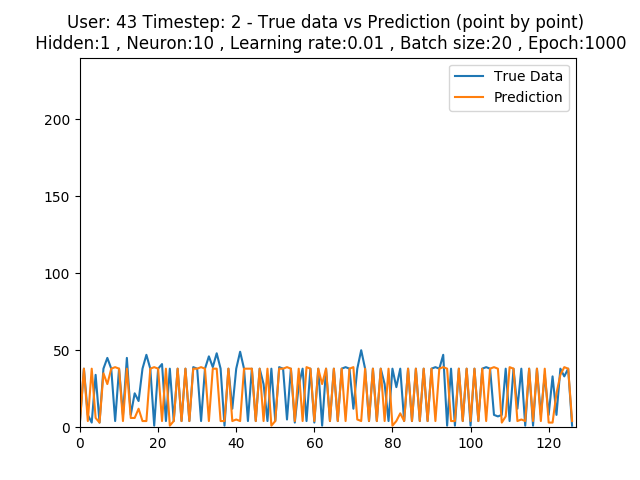 User: 43 Timestep: 2 - True data vs Prediction (point by point)
Hidden:1 , Neuron:10 , Learning rate:0.01 , Batch size:20 , Epoch:1000
True Data
Prediction
200
150
100
50
0
0 20 40 60 80 100 120